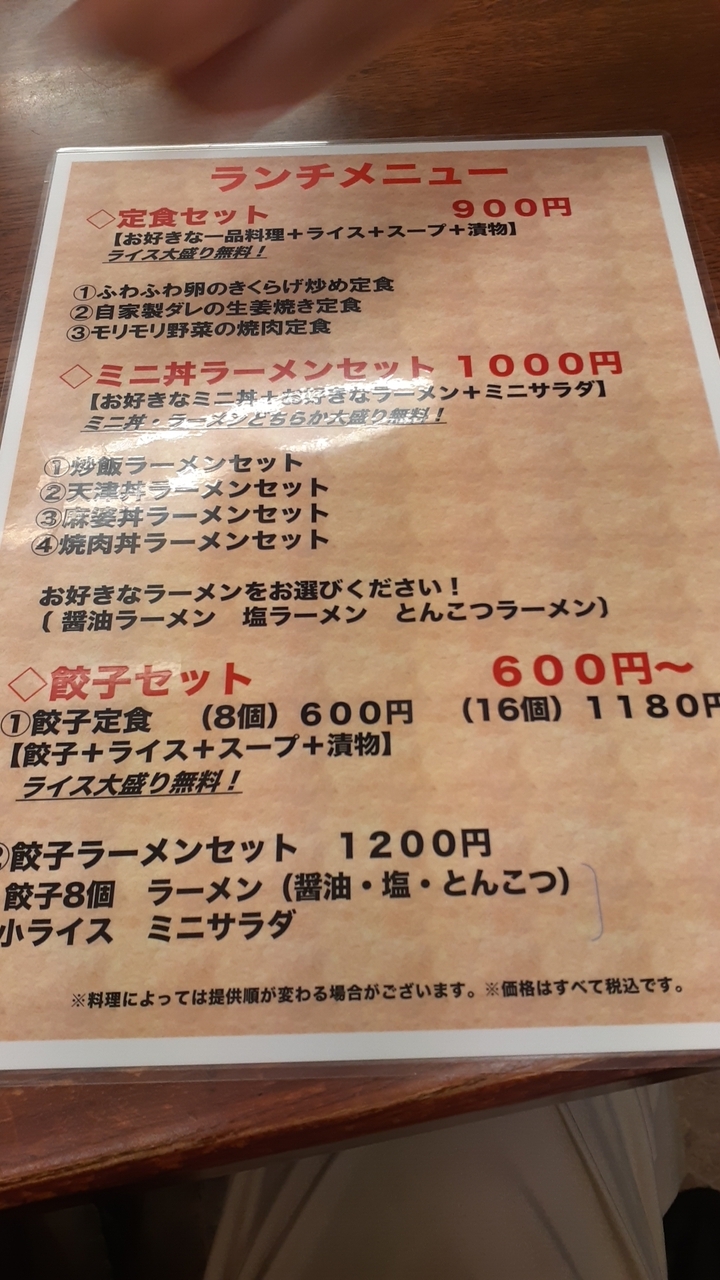 ランチメニュー
◇定食セット　９００円
【お好きな一品料理＋ライス＋スープ＋漬物】
ライス大盛り無料！
①ふわふわ卵のきくらげ炒め定食
②自家製ダレの生姜焼き定食
③モリモリ野菜の焼肉定食
◇ミニ丼ラーメンセット　１０００円
【お好きなミニ丼＋お好きなラーメン＋ミニサラダ】
ミニ丼・ラーメンどちらか大盛り無料！
①炒飯ラーメンセット
②天津丼ラーメンセット
③麻婆丼ラーメンセット
④焼肉丼ラーメンセット
お好きなラーメンをお選びください！
（醤油ラーメン　塩ラーメン　とんこつラーメン）
◇餃子セット　６００円～
①餃子定食　（8個）６００円　（16個）１１８０円
【餃子＋ライス＋スープ＋漬物】
ライス大盛り無料！
②餃子ラーメンセット　１２００円
餃子8個　ラーメン（醤油・塩・とんこつ）
小ライス　ミニサラダ
※料理によっては提供順が変わる場合がございます。※価格はすべて税込です。